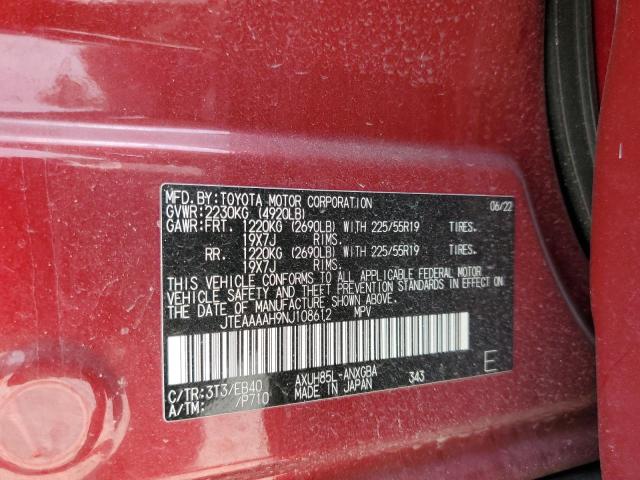 MFD. BY: TOYOTA MOTOR CORPORATION 06/22
GVWR: 2230KG (4920LB)
GAWR: FRT. 1220KG (2690LB) WITH 225/55R19 TIRES.
19X7J RIMS.
RR. 1220KG (2690LB) WITH 225/55R19 TIRES.
19X7J RIMS.
THIS VEHICLE CONFORMS TO ALL APPLICABLE FEDERAL MOTOR
VEHICLE SAFETY AND THEFT PREVENTION STANDARDS IN EFFECT ON
THE DATE OF MANUFACTURE SHOWN ABOVE.
JTEAAAAH9NJ108612 MPV
C/TR: 3T3/EB40 AXUH85L-ANXGBA
A/TM: /P710 MADE IN JAPAN 343 E